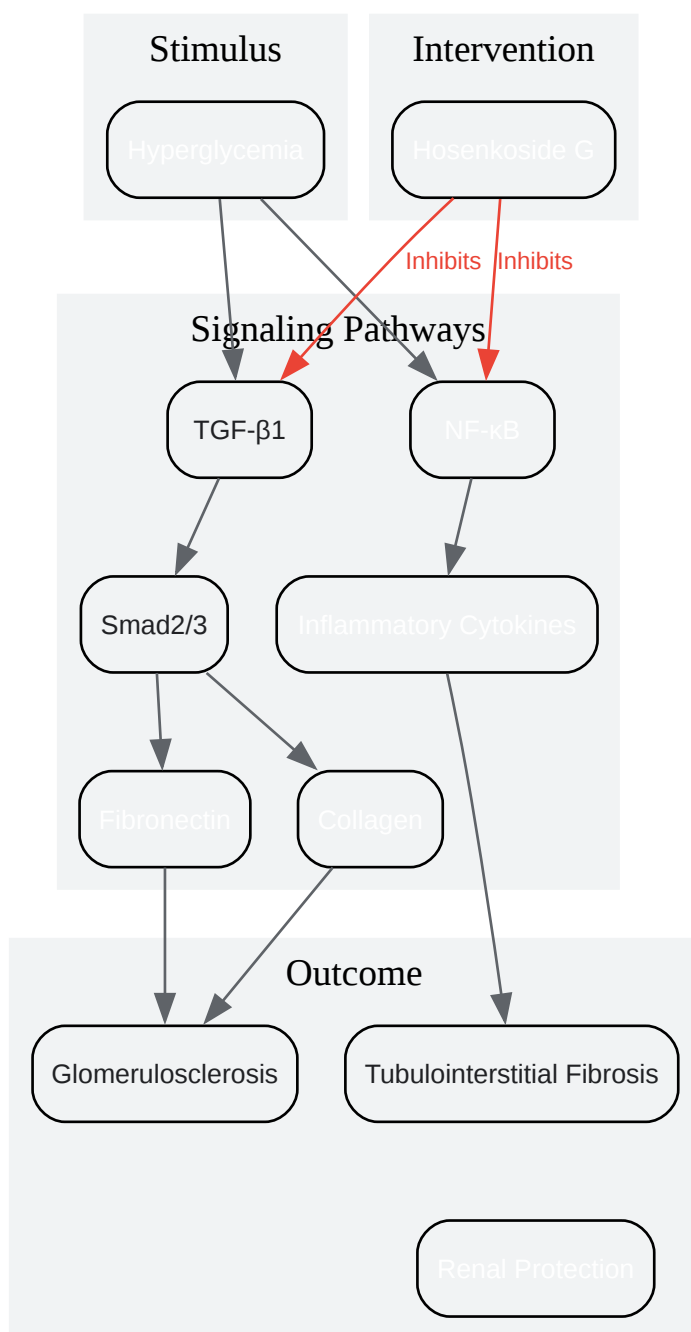 Stimulus
Intervention
Hyperglycemia
Hosenkoside G
Inhibits
Inhibits
Signaling Pathways
TGF-β1
NF-κB
Smad2/3
Inflammatory Cytokines
Fibronectin
Collagen
Outcome
Glomerulosclerosis
Tubulointerstitial Fibrosis
Renal Protection